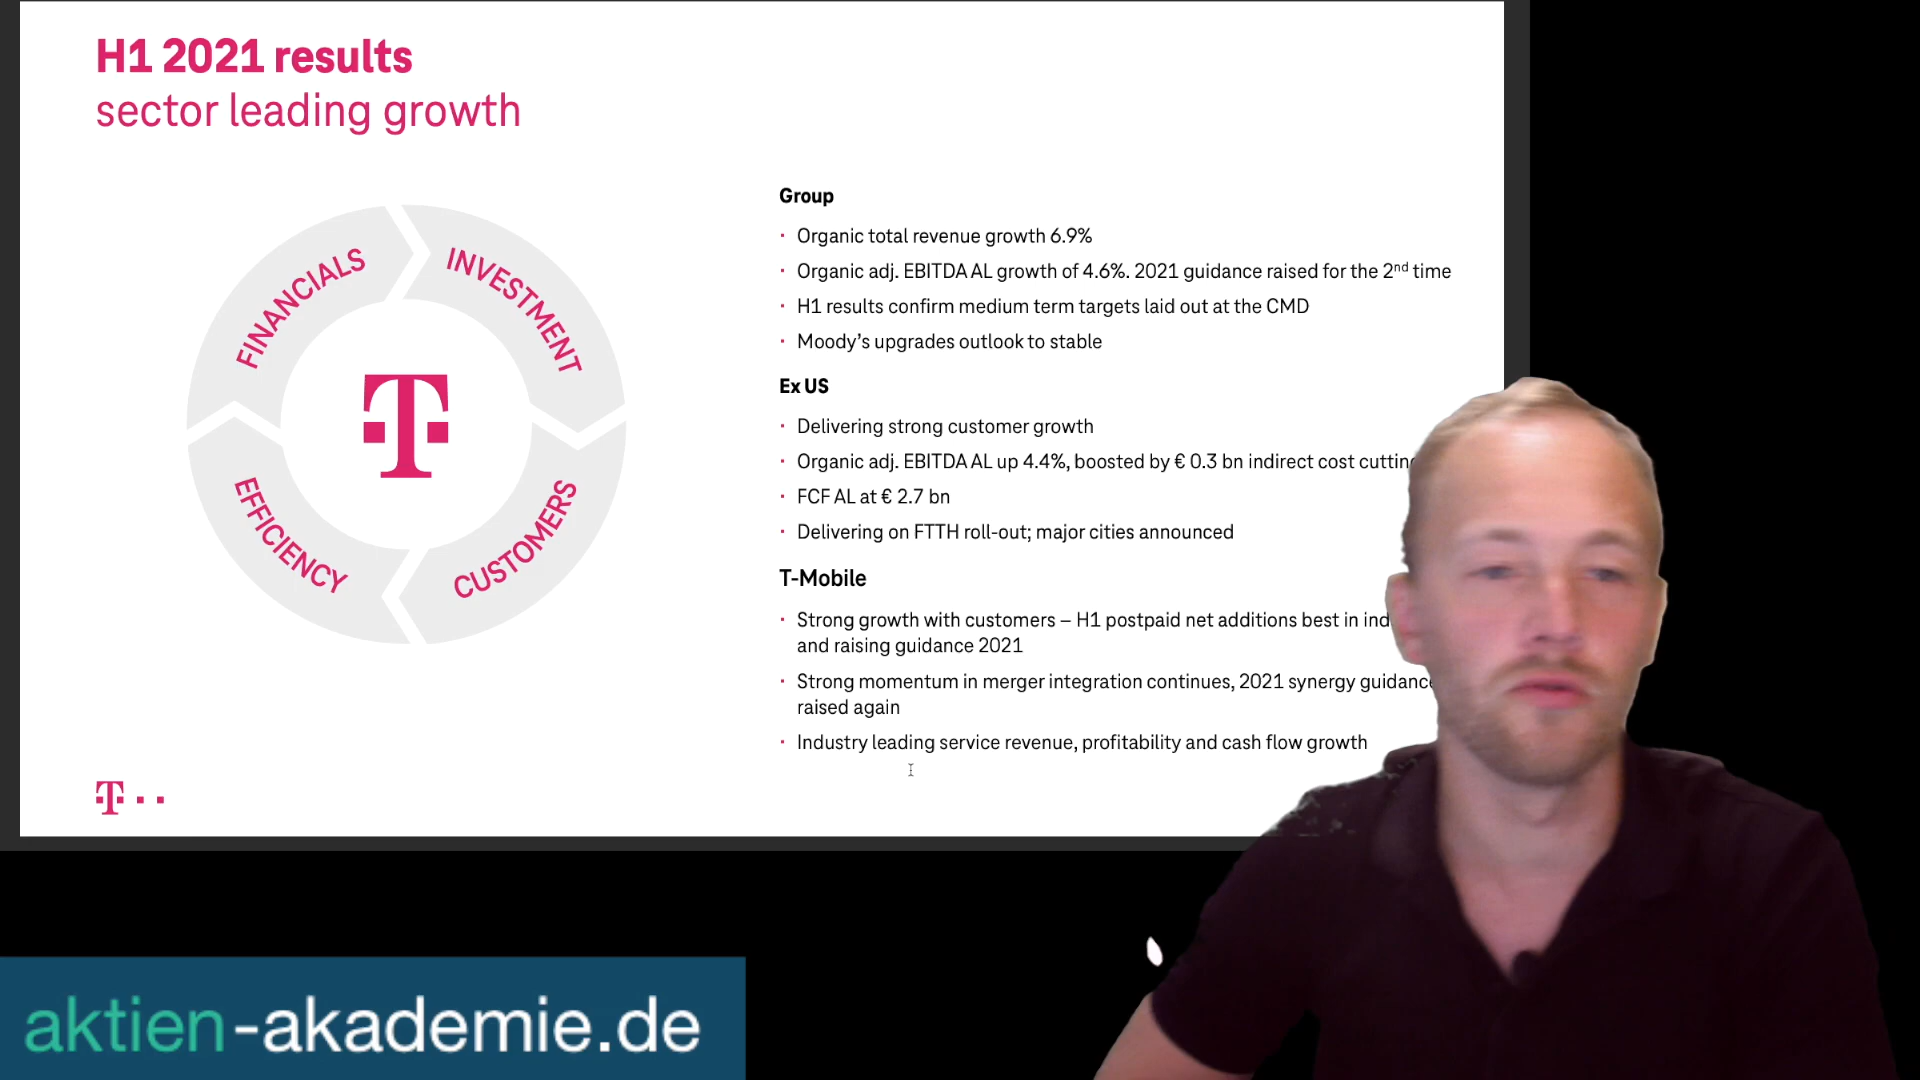 H1 2021 results
sector leading growth
FINANCIALS
INVESTMENT
EFFICIENCY
CUSTOMERS
T
Group
· Organic total revenue growth 6.9%
· Organic adj. EBITDA AL growth of 4.6%. 2021 guidance raised for the 2nd time
· H1 results confirm medium term targets laid out at the CMD
· Moody's upgrades outlook to stable
Ex US
· Delivering strong customer growth
· Organic adj. EBITDA AL up 4.4%, boosted by € 0.3 bn indirect cost
· FCF AL at € 2.7 bn
· Delivering on FTTH roll-out; major cities announced
T-Mobile
· Strong growth with customers – H1 postpaid net additions best in
and raising guidance 2021
· Strong momentum in merger integration continues, 2021 synergy guidance
raised again
· Industry leading service revenue, profitability and cash flow growth
T
aktien-akademie.de